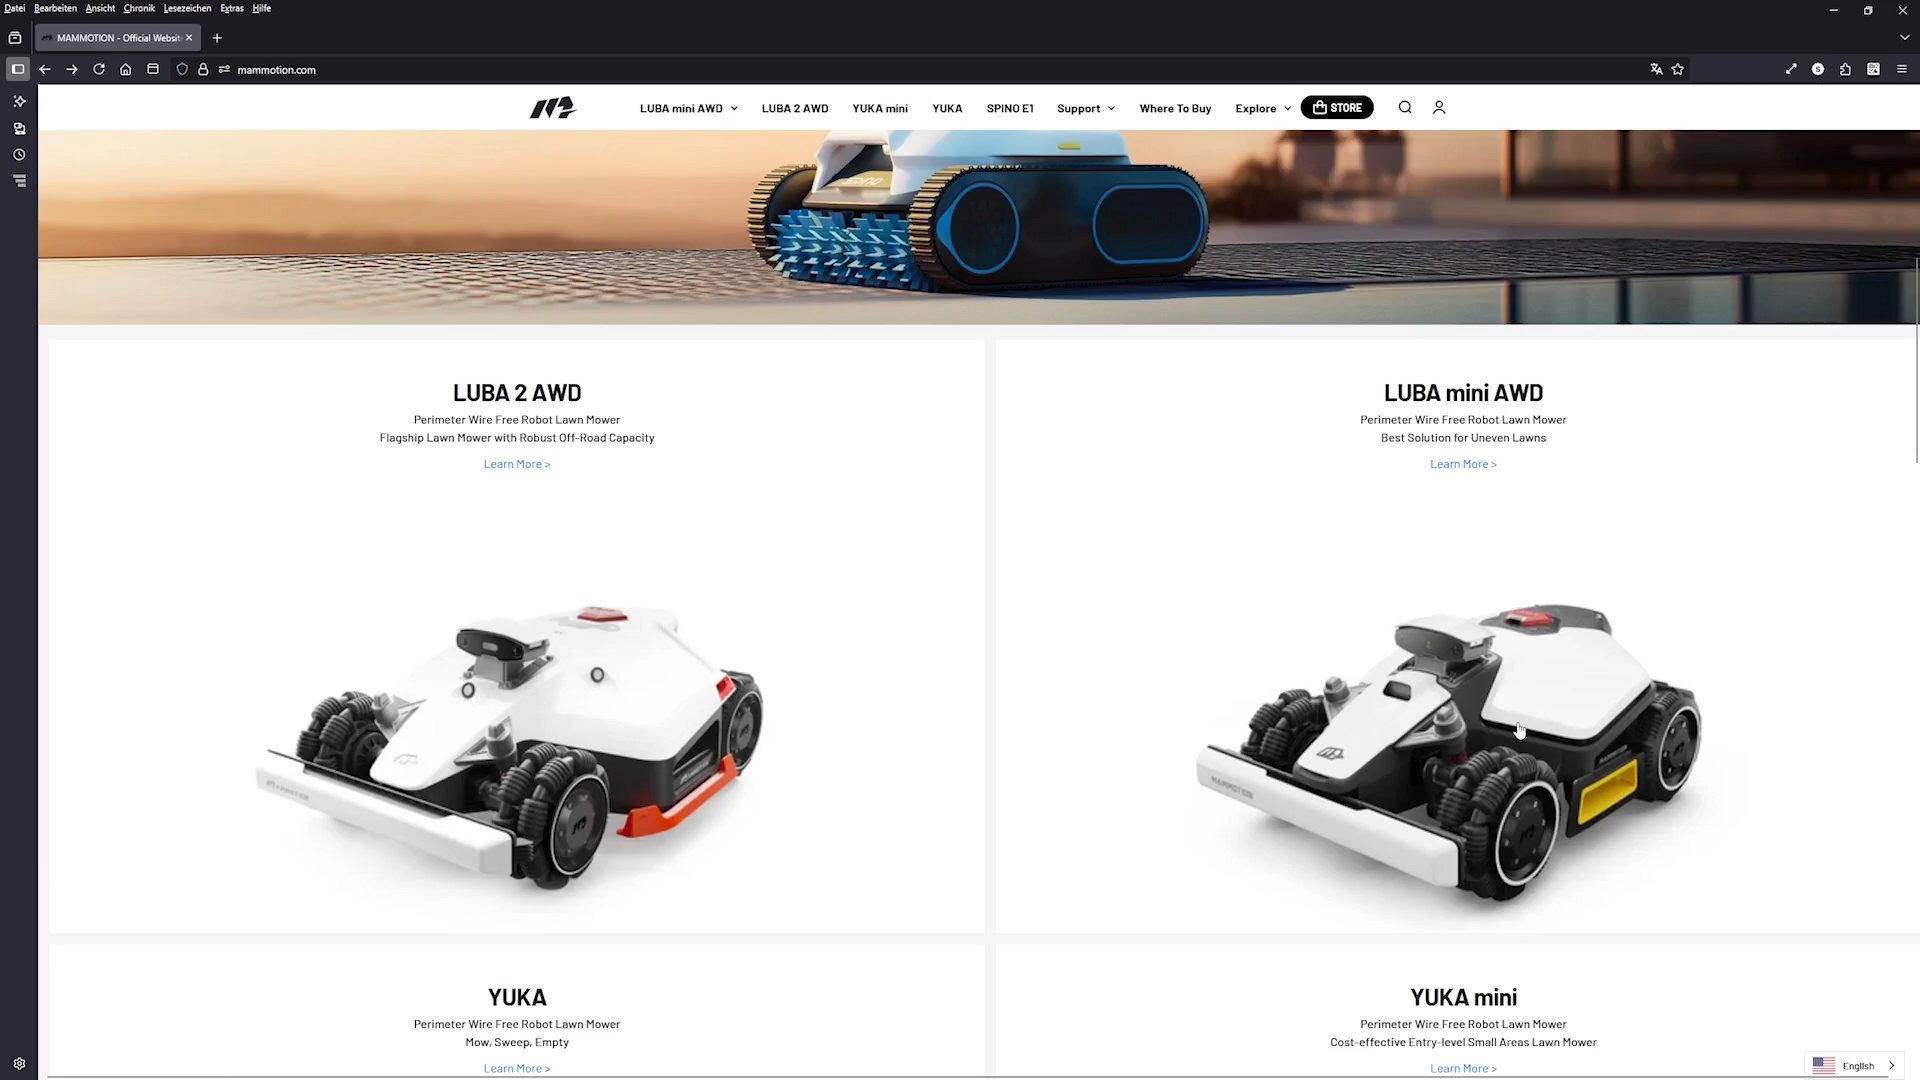 Datei Bearbeiten Ansicht Chronik Lesezeichen Extras Hilfe
MAMMOTION - Official Websit
mammotion.com
LUBA mini AWD LUBA 2 AWD YUKA mini YUKA SPINO E1 Support Where To Buy Explore STORE
LUBA 2 AWD
Perimeter Wire Free Robot Lawn Mower
Flagship Lawn Mower with Robust Off-Road Capacity
Learn More >
LUBA mini AWD
Perimeter Wire Free Robot Lawn Mower
Best Solution for Uneven Lawns
Learn More >
MAMMOTION
YUKA
Perimeter Wire Free Robot Lawn Mower
Mow, Sweep, Empty
Learn More >
YUKA mini
Perimeter Wire Free Robot Lawn Mower
Cost-effective Entry-level Small Areas Lawn Mower
Learn More >
English